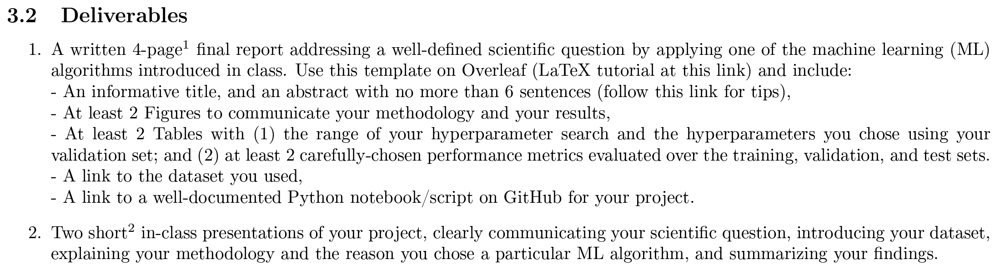 3.2 Deliverables
1. A written 4-page¹ final report addressing a well-defined scientific question by applying one of the machine learning (ML)
algorithms introduced in class. Use this template on Overleaf (LaTeX tutorial at this link) and include:
- An informative title, and an abstract with no more than 6 sentences (follow this link for tips),
- At least 2 Figures to communicate your methodology and your results,
- At least 2 Tables with (1) the range of your hyperparameter search and the hyperparameters you chose using your
validation set; and (2) at least 2 carefully-chosen performance metrics evaluated over the training, validation, and test sets.
- A link to the dataset you used,
- A link to a well-documented Python notebook/script on GitHub for your project.
2. Two short² in-class presentations of your project, clearly communicating your scientific question, introducing your dataset,
explaining your methodology and the reason you chose a particular ML algorithm, and summarizing your findings.